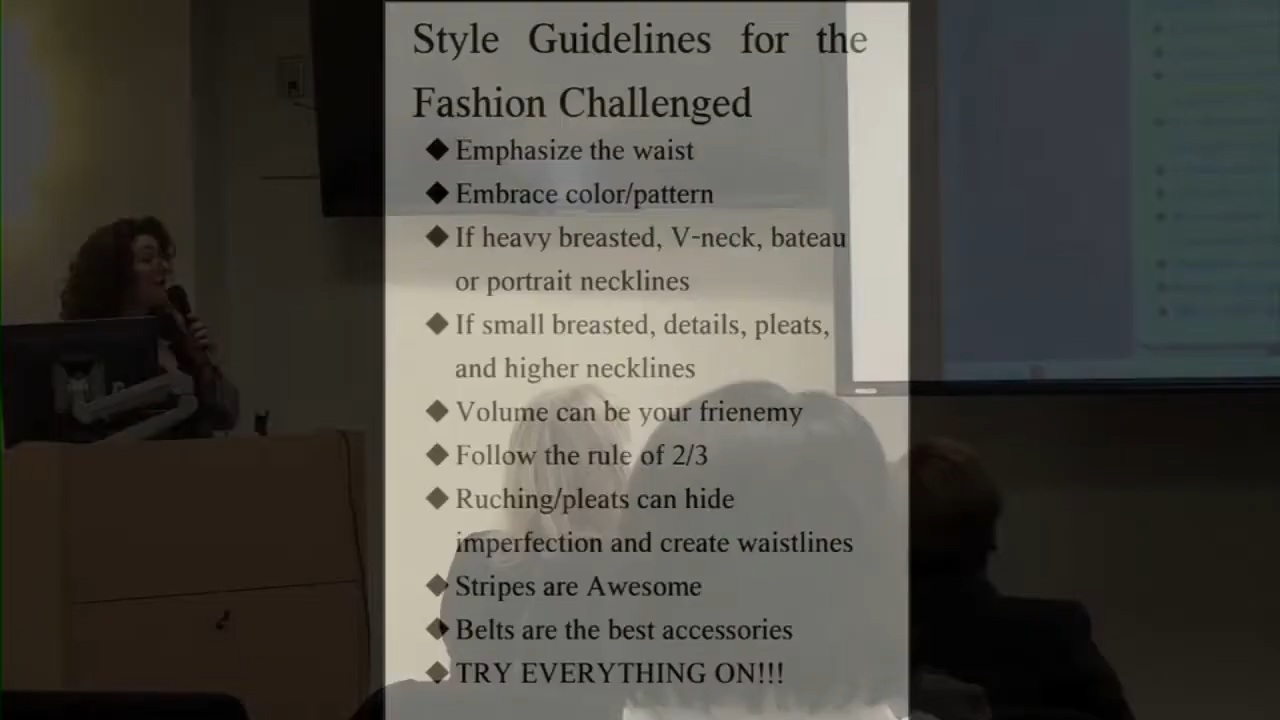 Style Guidelines for the
Fashion Challenged
◆ Emphasize the waist
◆ Embrace color/pattern
◆ If heavy breasted, V-neck, bateau
or portrait necklines
◆ If small breasted, details, pleats,
and higher necklines
◆ Volume can be your frienemy
◆ Follow the rule of 2/3
◆ Ruching/pleats can hide
imperfection and create waistlines
◆ Stripes are Awesome
◆ Belts are the best accessories
◆ TRY EVERYTHING ON!!!